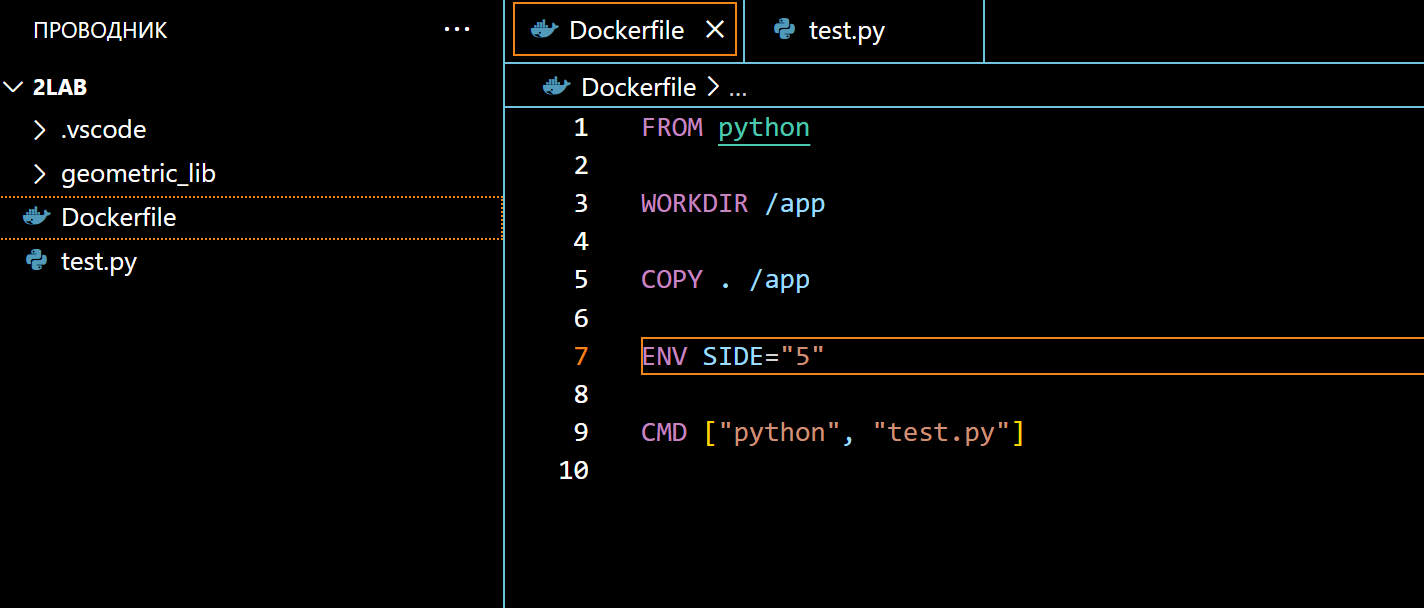 ПРОВОДНИК ...
2LAB
.vscode
geometric_lib
Dockerfile
test.py
Dockerfile test.py
Dockerfile > ...
1 FROM python
2
3 WORKDIR /app
4
5 COPY . /app
6
7 ENV SIDE="5"
8
9 CMD ["python", "test.py"]
10